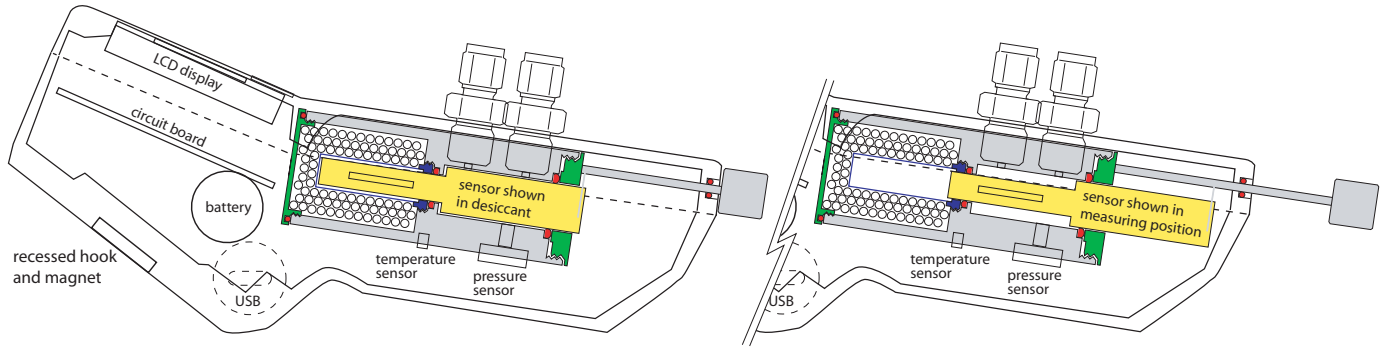 LCD display
circuit board
battery
recessed hook
and magnet
USB
sensor shown
in desiccant
temperature
sensor
pressure
sensor
sensor shown in
measuring position
temperature
sensor
pressure
sensor
USB